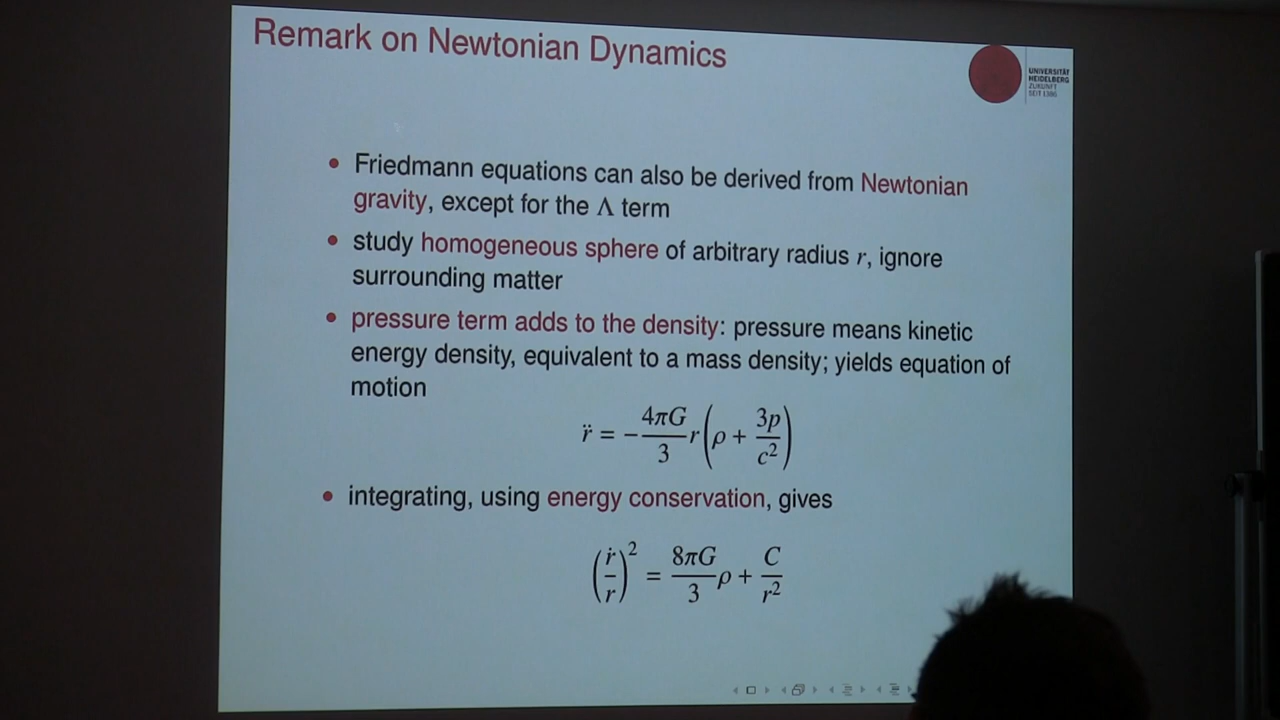 Remark on Newtonian Dynamics
UNIVERSITÄT
HEIDELBERG
ZUKUNFT
SEIT 1386
• Friedmann equations can also be derived from Newtonian
gravity, except for the Λ term
• study homogeneous sphere of arbitrary radius r, ignore
surrounding matter
• pressure term adds to the density: pressure means kinetic
energy density, equivalent to a mass density; yields equation of
motion
r̈ = −4πG/3 r(ρ + 3p/c²)
• integrating, using energy conservation, gives
(ṙ/r)² = 8πG/3 ρ + C/r²